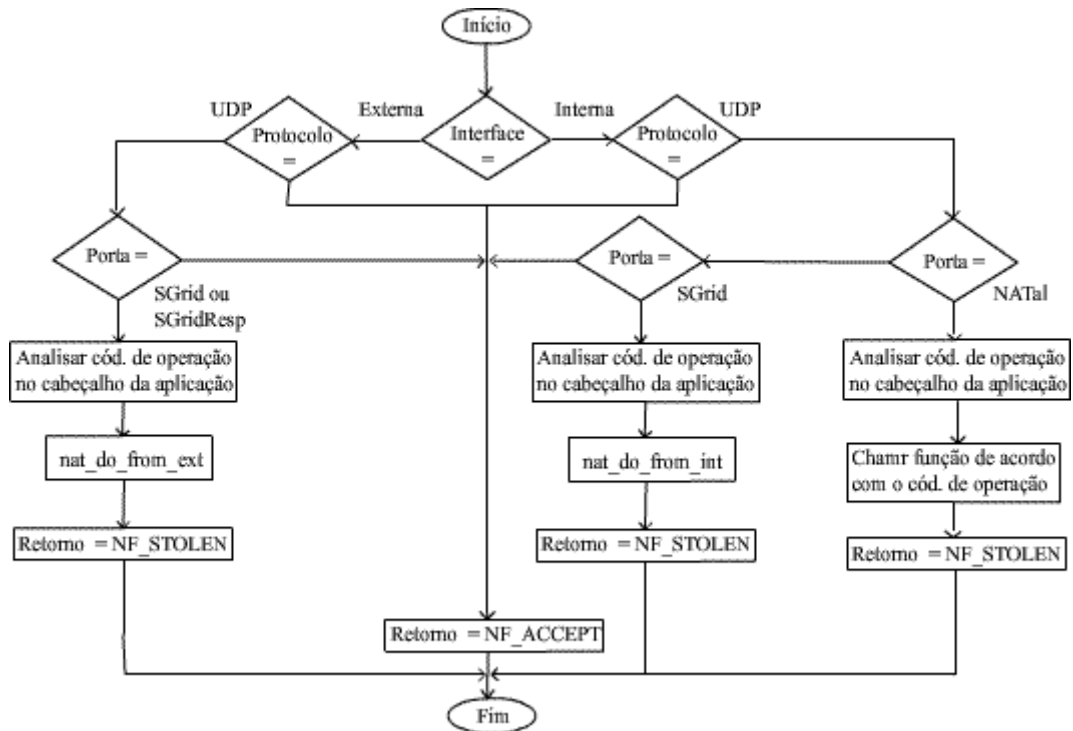 Início
UDP
Externa
Interna
UDP
Protocolo
=
Interface
=
Protocolo
=
Porta =
Porta =
Porta =
SGrid ou
SGridResp
SGrid
NATal
Analisar cód. de operação
no cabeçalho da aplicação
Analisar cód. de operação
no cabeçalho da aplicação
Analisar cód. de operação
no cabeçalho da aplicação
nat_do_from_ext
nat_do_from_int
Chamr função de acordo
com o cód. de operação
Retorno = NF_STOLEN
Retorno = NF_STOLEN
Retorno = NF_STOLEN
Retorno = NF_ACCEPT
Fim